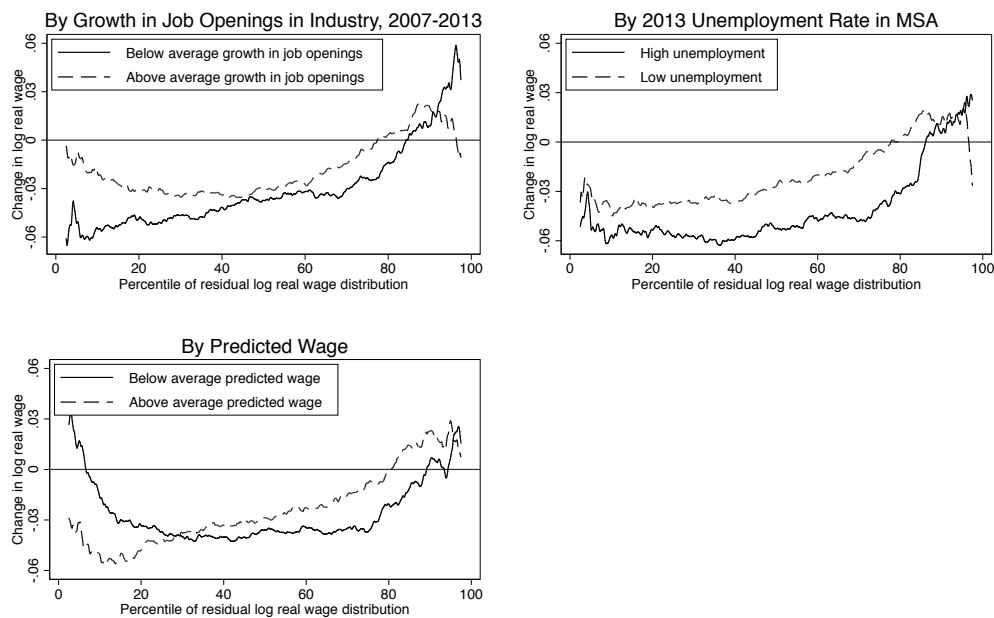 By Growth in Job Openings in Industry, 2007-2013
Below average growth in job openings
Above average growth in job openings
Change in log real wage
.06
.03
0
-.03
-.06
0 20 40 60 80 100
Percentile of residual log real wage distribution
By 2013 Unemployment Rate in MSA
High unemployment
Low unemployment
Change in log real wage
.06
.03
0
-.03
-.06
0 20 40 60 80 100
Percentile of residual log real wage distribution
By Predicted Wage
Below average predicted wage
Above average predicted wage
Change in log real wage
.06
.03
0
-.03
-.06
0 20 40 60 80 100
Percentile of residual log real wage distribution